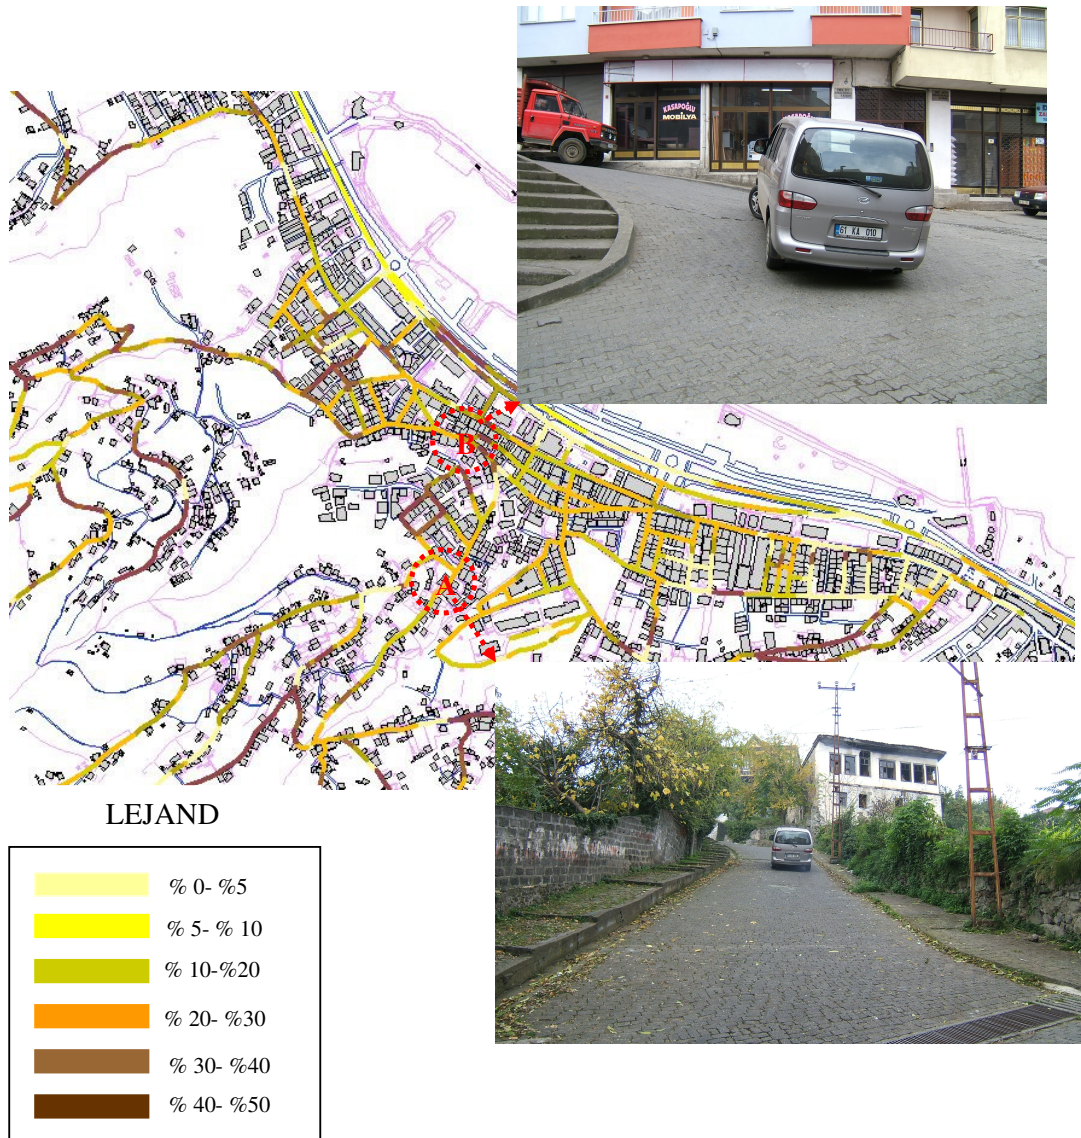 KASAPOĞLU
MOBİLYA
61 KA 010
B
A
LEJAND
% 0- %5
% 5- % 10
% 10-%20
% 20- %30
% 30- %40
% 40- %50